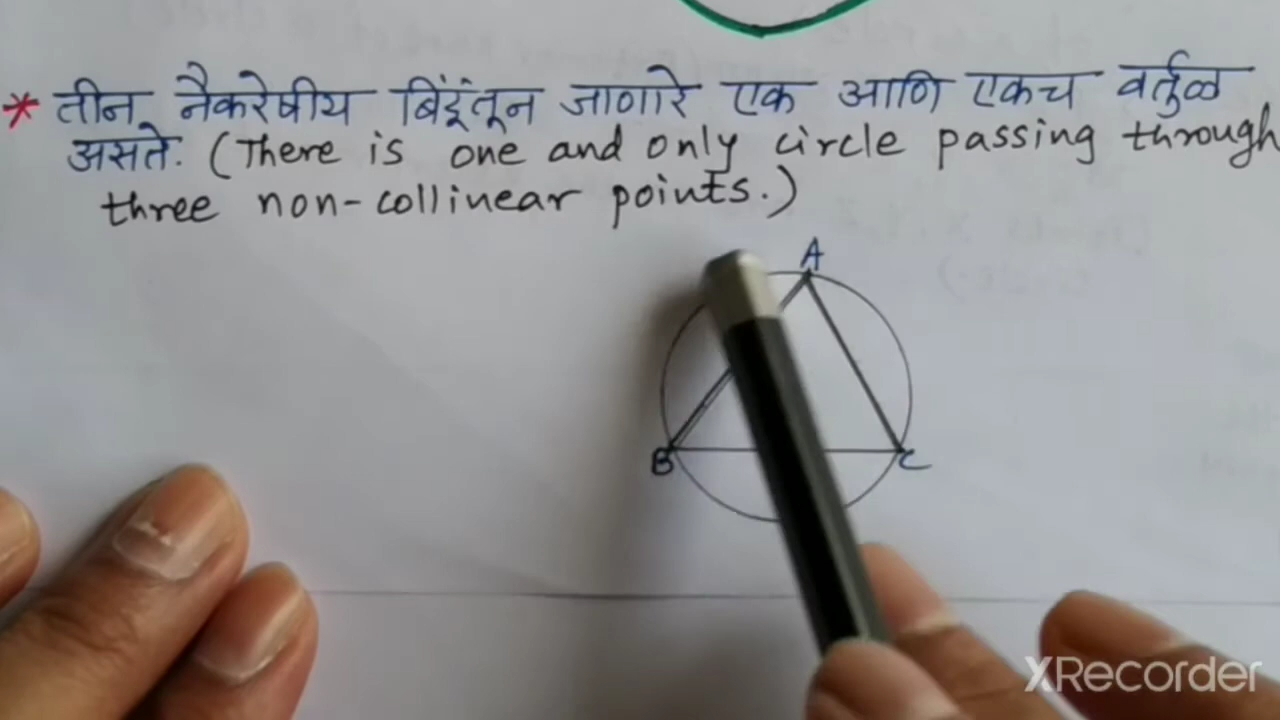 * तीन नैकरेषीय बिंदूंतून जाणारे एक आणि एकच वर्तुळ
असते. (There is one and only circle passing through
three non-collinear points.)
A
B
C
XRecorder